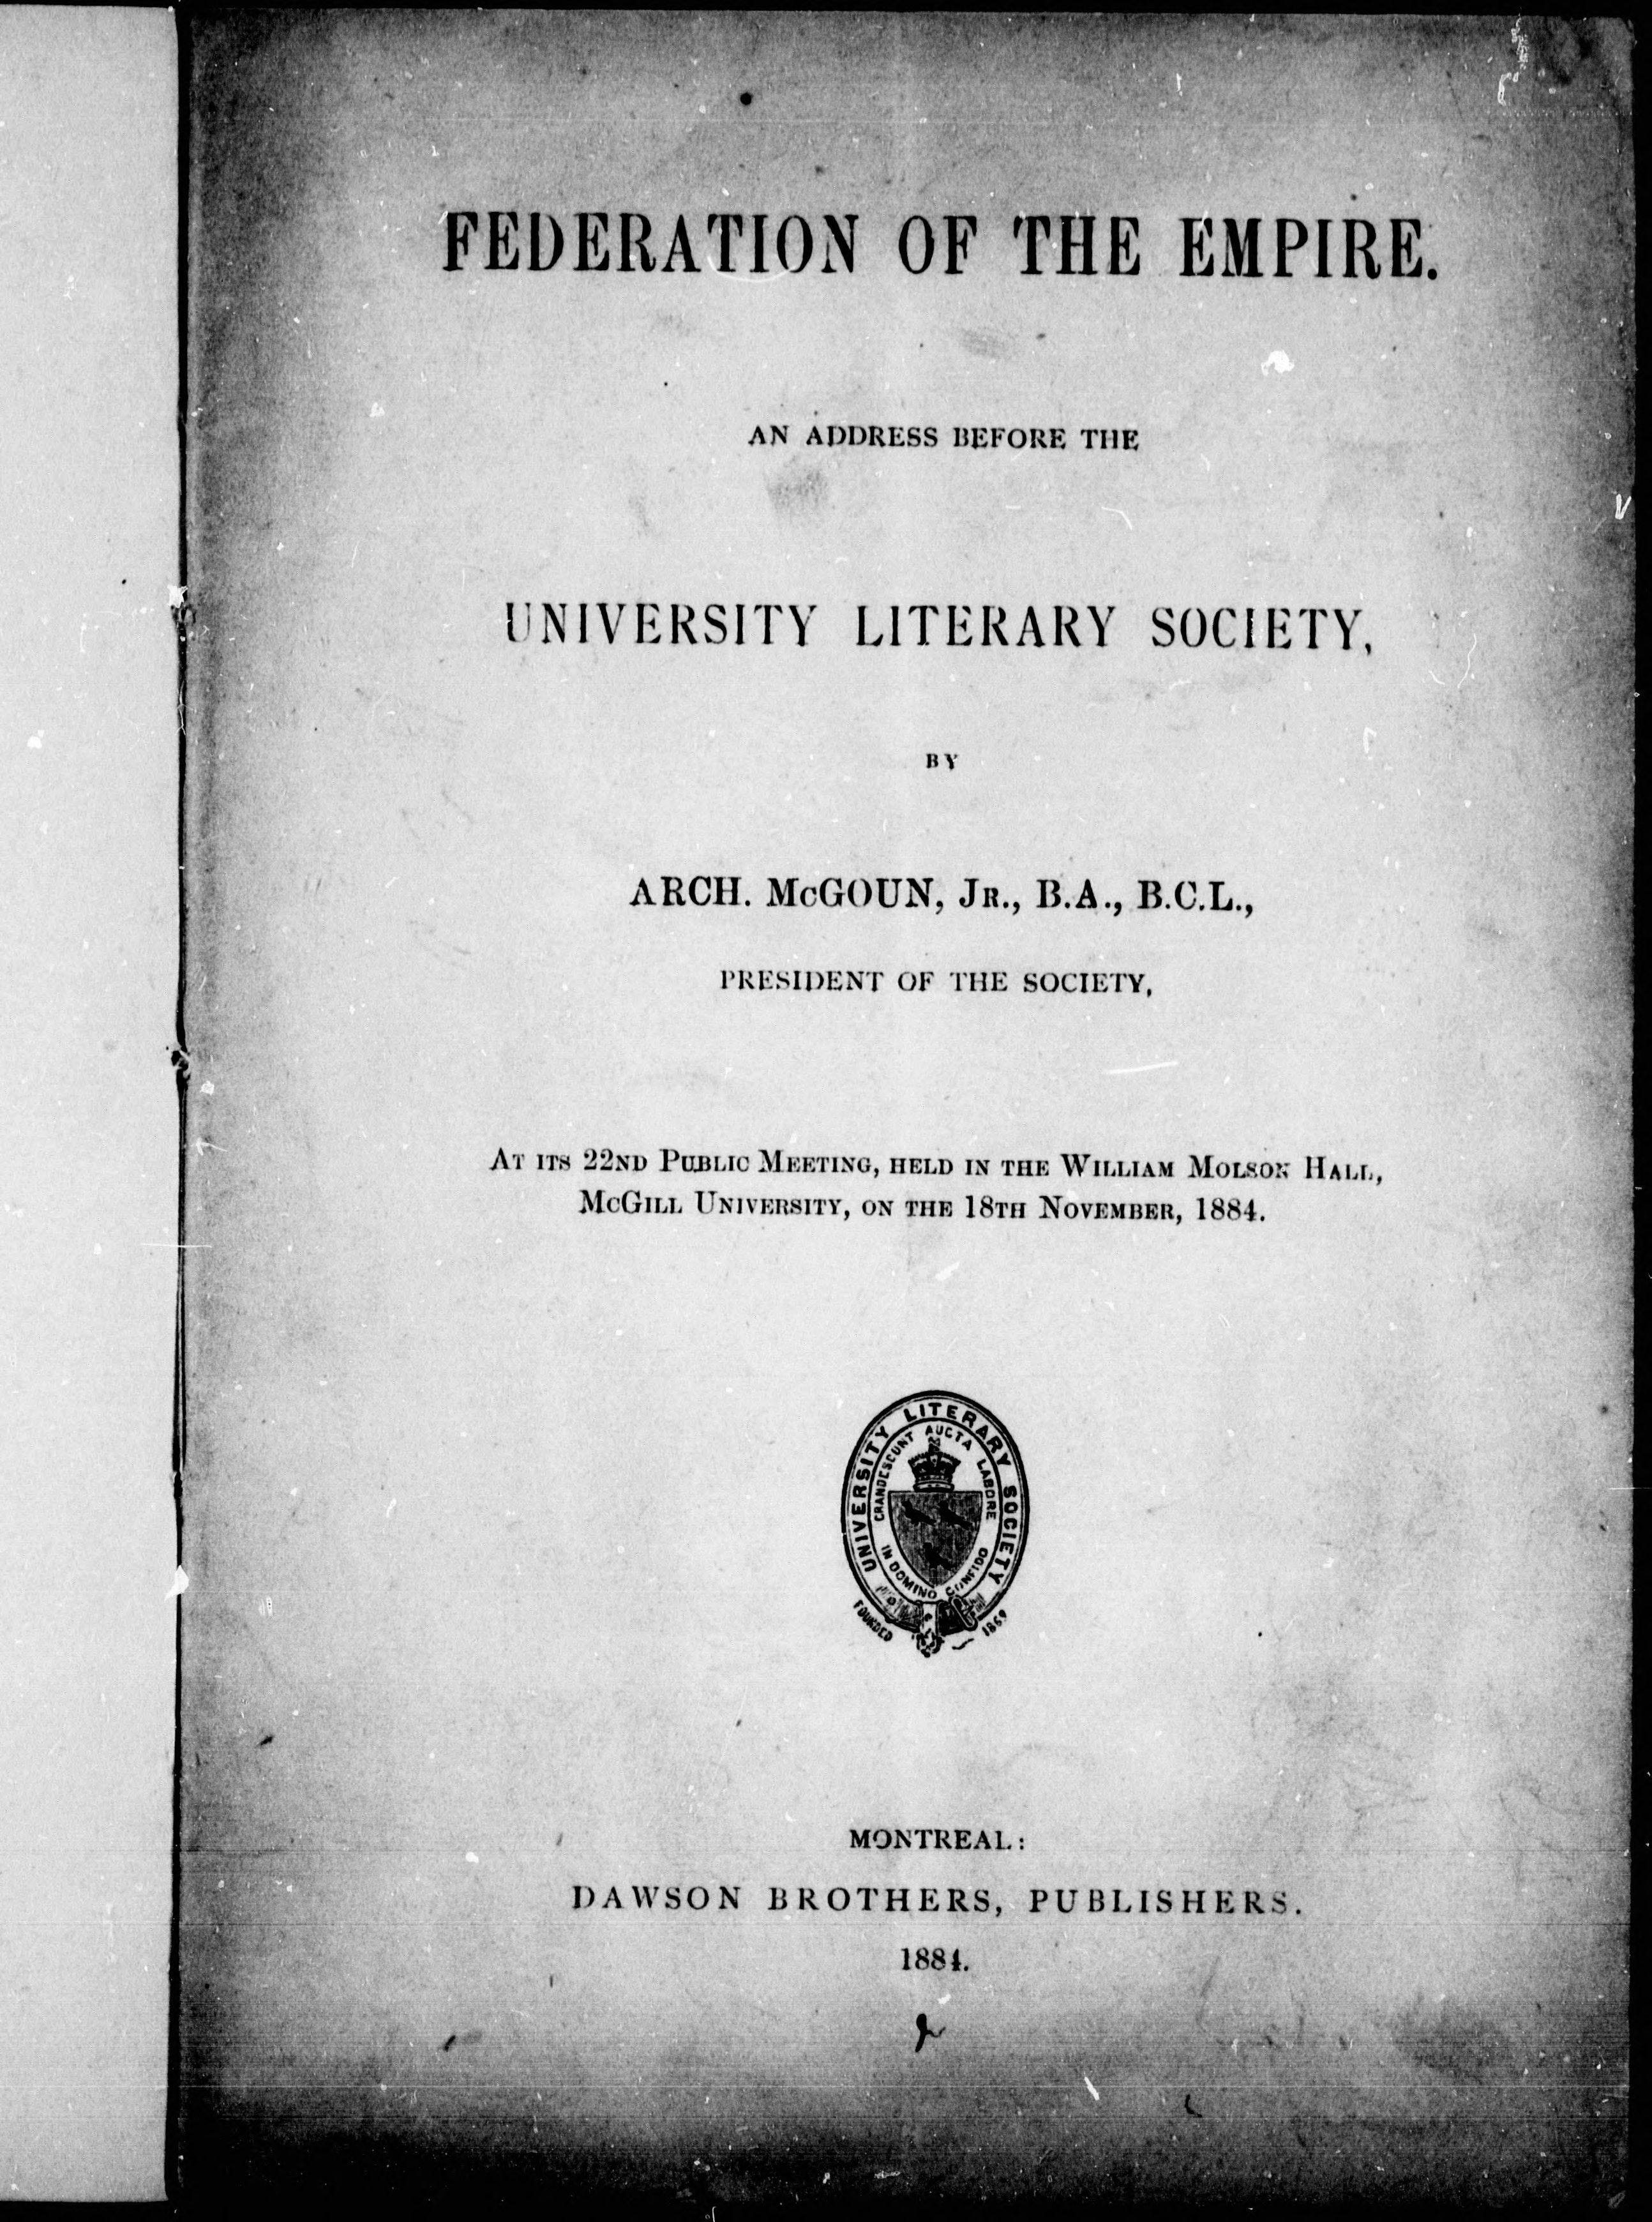 FEDERATION OF THE EMPIRE.
AN ADDRESS BEFORE THE
UNIVERSITY LITERARY SOCIETY,
BY
ARCH. McGOUN, JR., B.A., B.C.L.,
PRESIDENT OF THE SOCIETY,
AT ITS 22ND PUBLIC MEETING, HELD IN THE WILLIAM MOLSON HALL,
McGILL UNIVERSITY, ON THE 18TH NOVEMBER, 1884.
UNIVERSITY LITERARY SOCIETY
GRANDESCUNT AUCTA LABORE
IN DOMINO CONFIDO
FOUNDED 1869
MONTREAL:
DAWSON BROTHERS, PUBLISHERS.
1884.